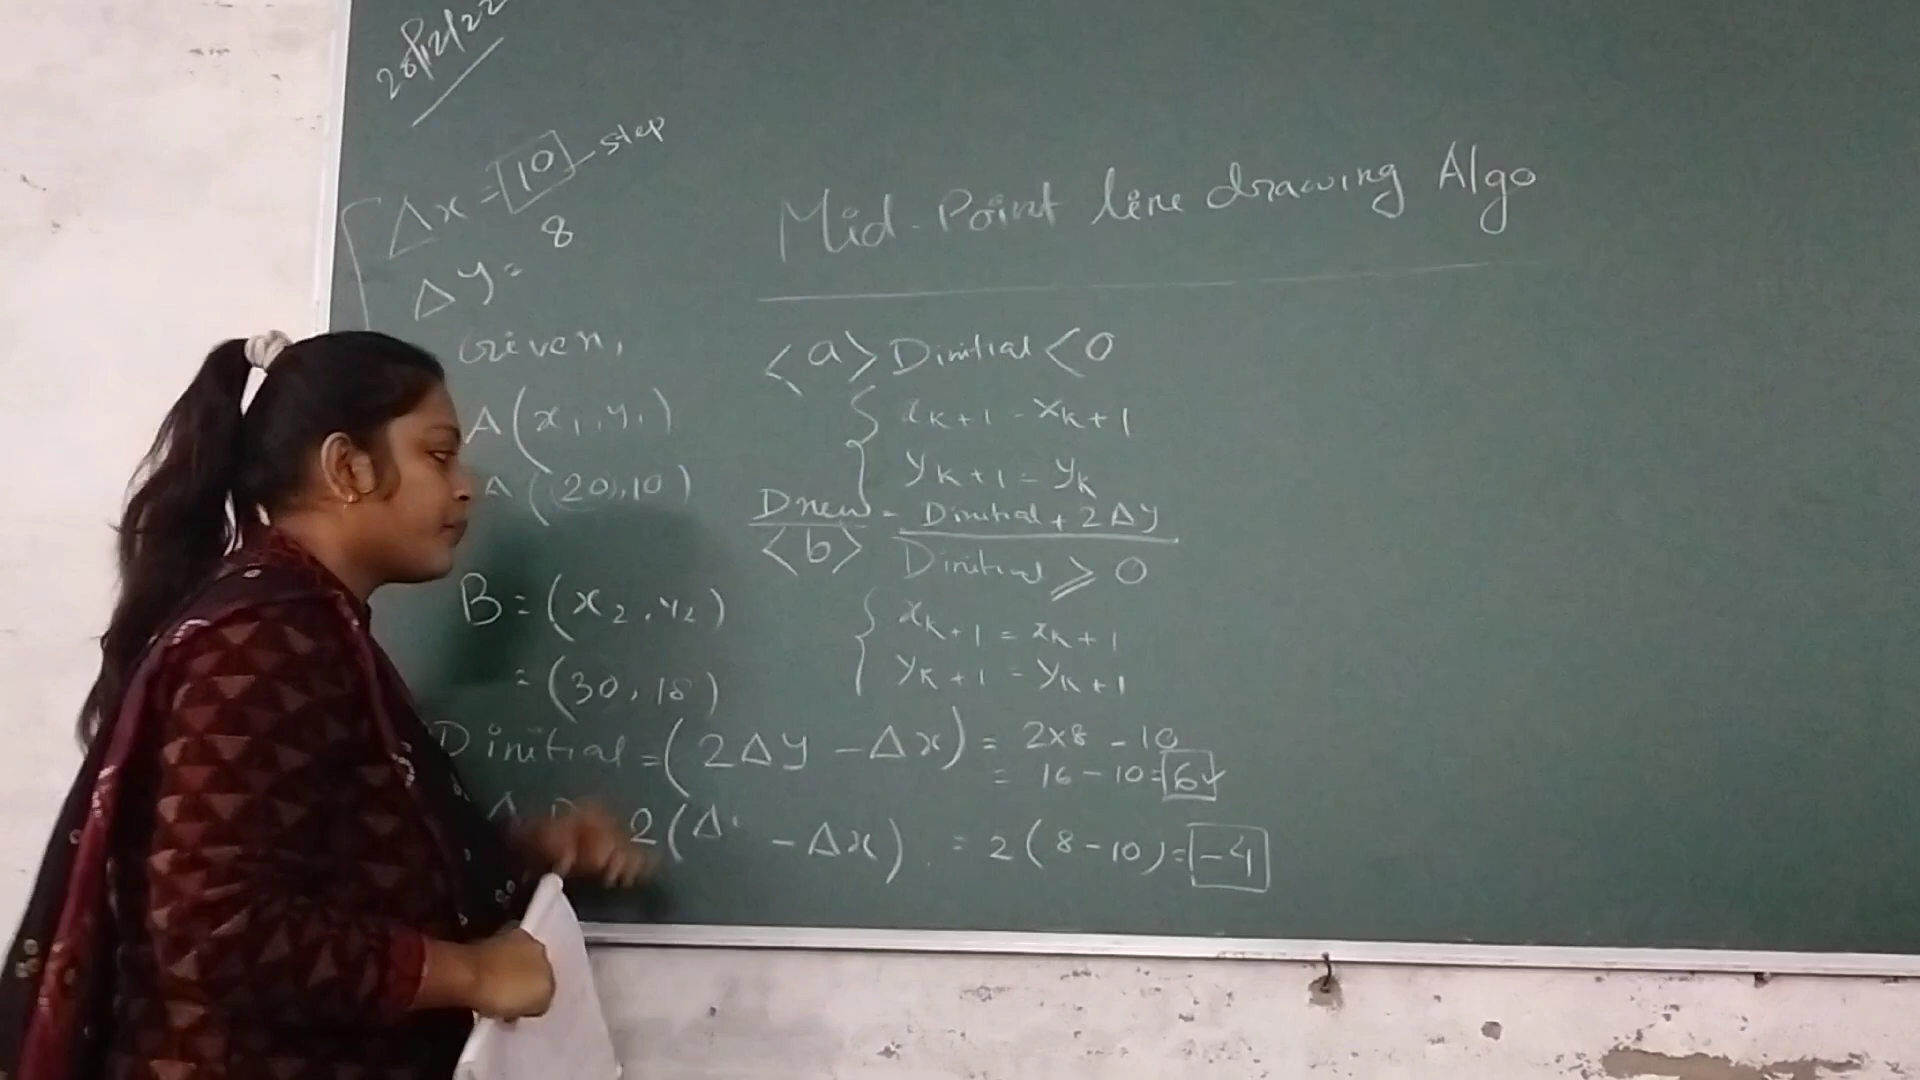 28/12/22
Δx = 10 - step
Δy = 8
Mid-Point line drawing Algo
Given,
A(x₁, y₁)
A (20, 10)
B = (x₂, y₂)
= (30, 18)
<a> Dinitial < 0
xₖ₊₁ = xₖ+1
yₖ₊₁ = yₖ
Dnew = Dinitial + 2Δy
<b> Dinitial ≥ 0
xₖ₊₁ = xₖ+1
yₖ₊₁ = yₖ+1
Dinitial = (2Δy - Δx) = 2x8 - 10
= 16 - 10 = 6
2(Δ - Δx) = 2(8-10) = -4